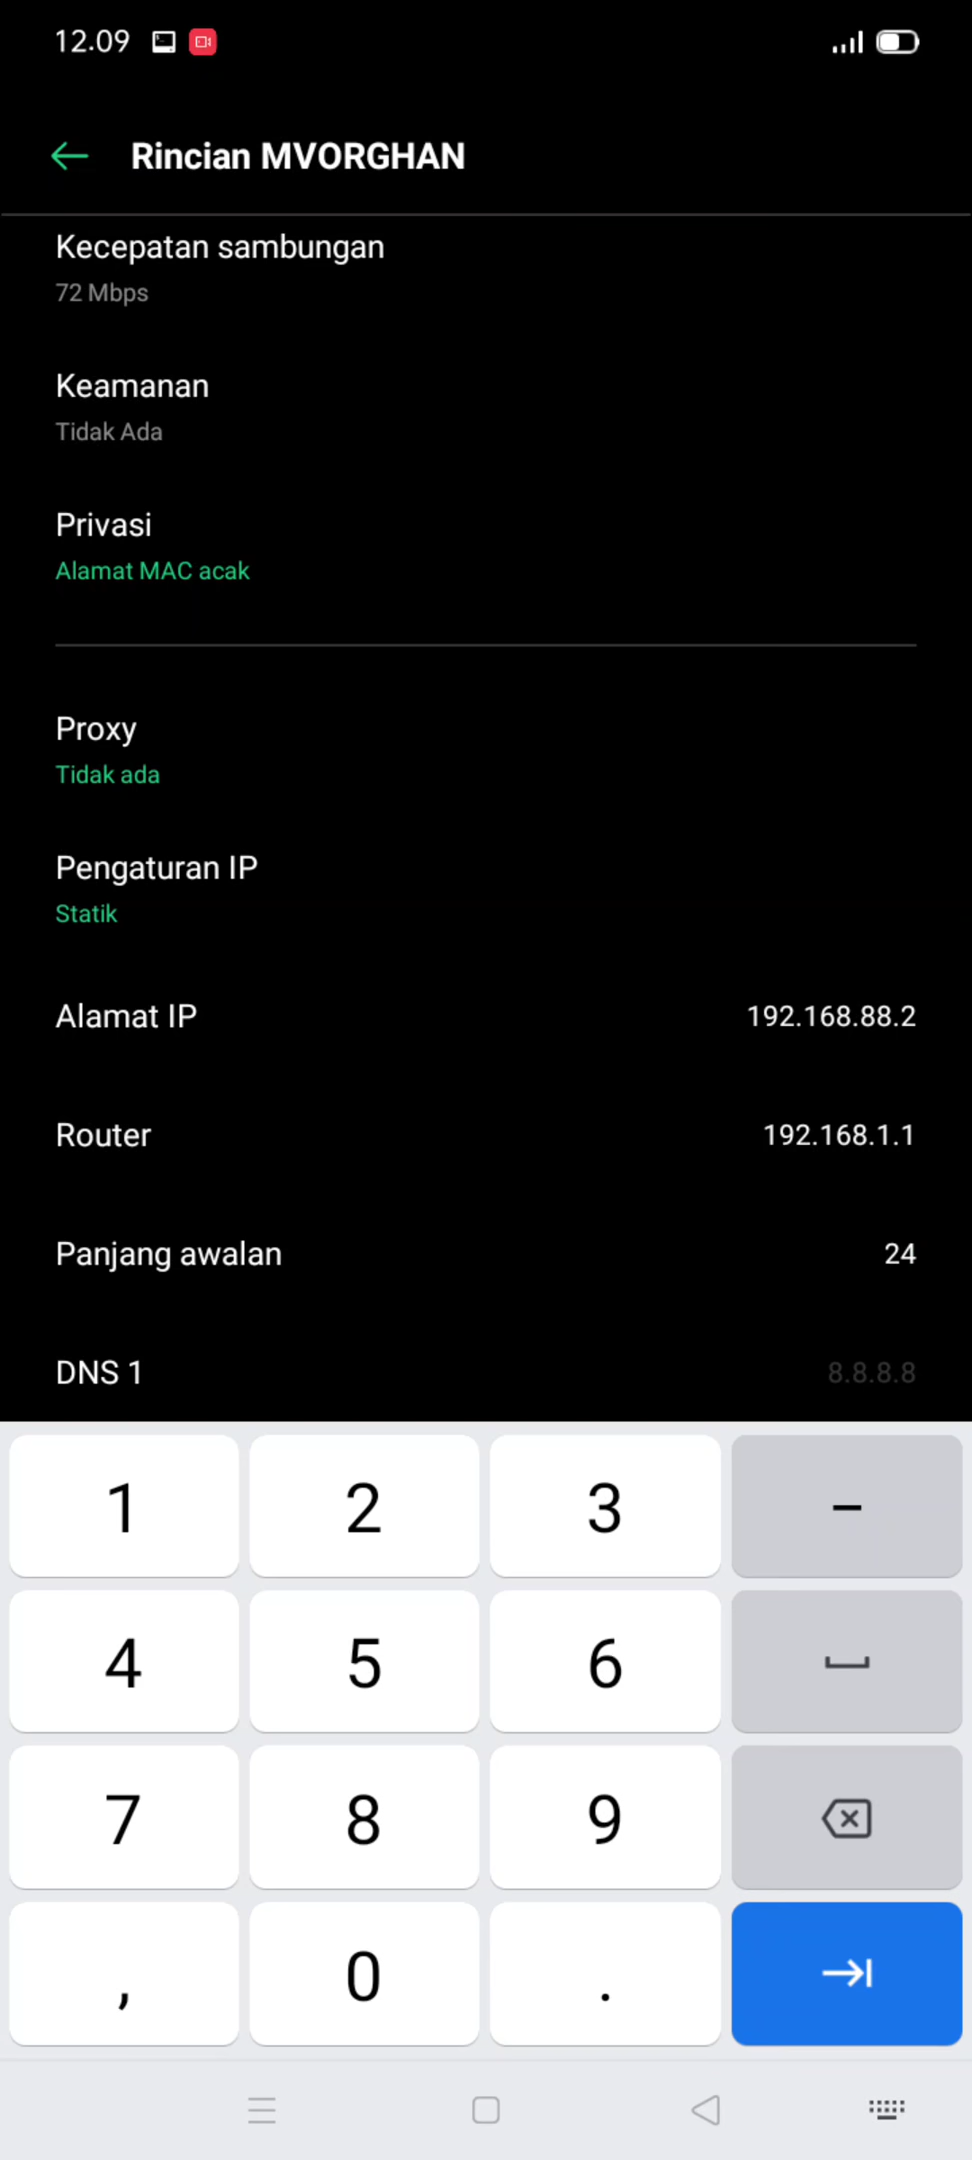 12.09
Rincian MVORGHAN
Kecepatan sambungan
72 Mbps
Keamanan
Tidak Ada
Privasi
Alamat MAC acak
Proxy
Tidak ada
Pengaturan IP
Statik
Alamat IP 192.168.88.2
Router 192.168.1.1
Panjang awalan 24
DNS 1 8.8.8.8
1 2 3 –
4 5 6
7 8 9
, 0 .